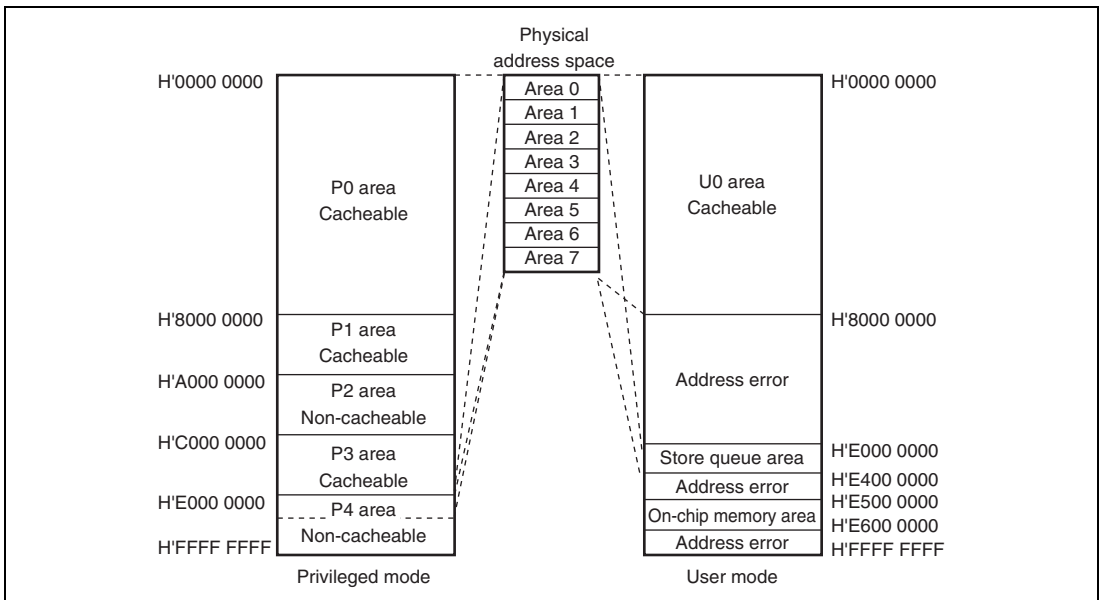 Physical
address space
H'0000 0000
Area 0
Area 1
Area 2
Area 3
Area 4
Area 5
Area 6
Area 7
H'0000 0000
P0 area
Cacheable
U0 area
Cacheable
H'8000 0000
P1 area
Cacheable
H'8000 0000
H'A000 0000
P2 area
Non-cacheable
Address error
H'C000 0000
P3 area
Cacheable
Store queue area
H'E000 0000
Address error
H'E400 0000
H'E000 0000
P4 area
Non-cacheable
H'E500 0000
On-chip memory area
H'E600 0000
H'FFFF FFFF
Address error
H'FFFF FFFF
Privileged mode
User mode